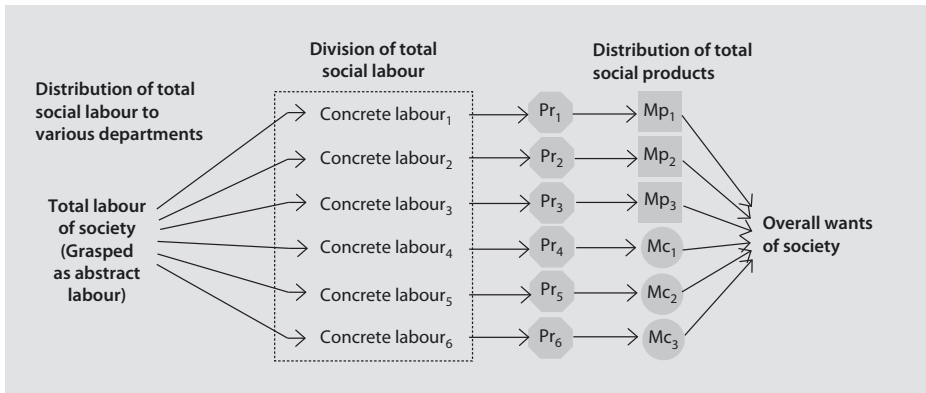 Division of total
social labour
Distribution of total
social products
Distribution of total
social labour to
various departments
Concrete labour₁ Pr₁ Mp₁
Concrete labour₂ Pr₂ Mp₂
Concrete labour₃ Pr₃ Mp₃
Concrete labour₄ Pr₄ Mc₁
Concrete labour₅ Pr₅ Mc₂
Concrete labour₆ Pr₆ Mc₃
Total labour
of society
(Grasped
as abstract
labour)
Overall wants
of society